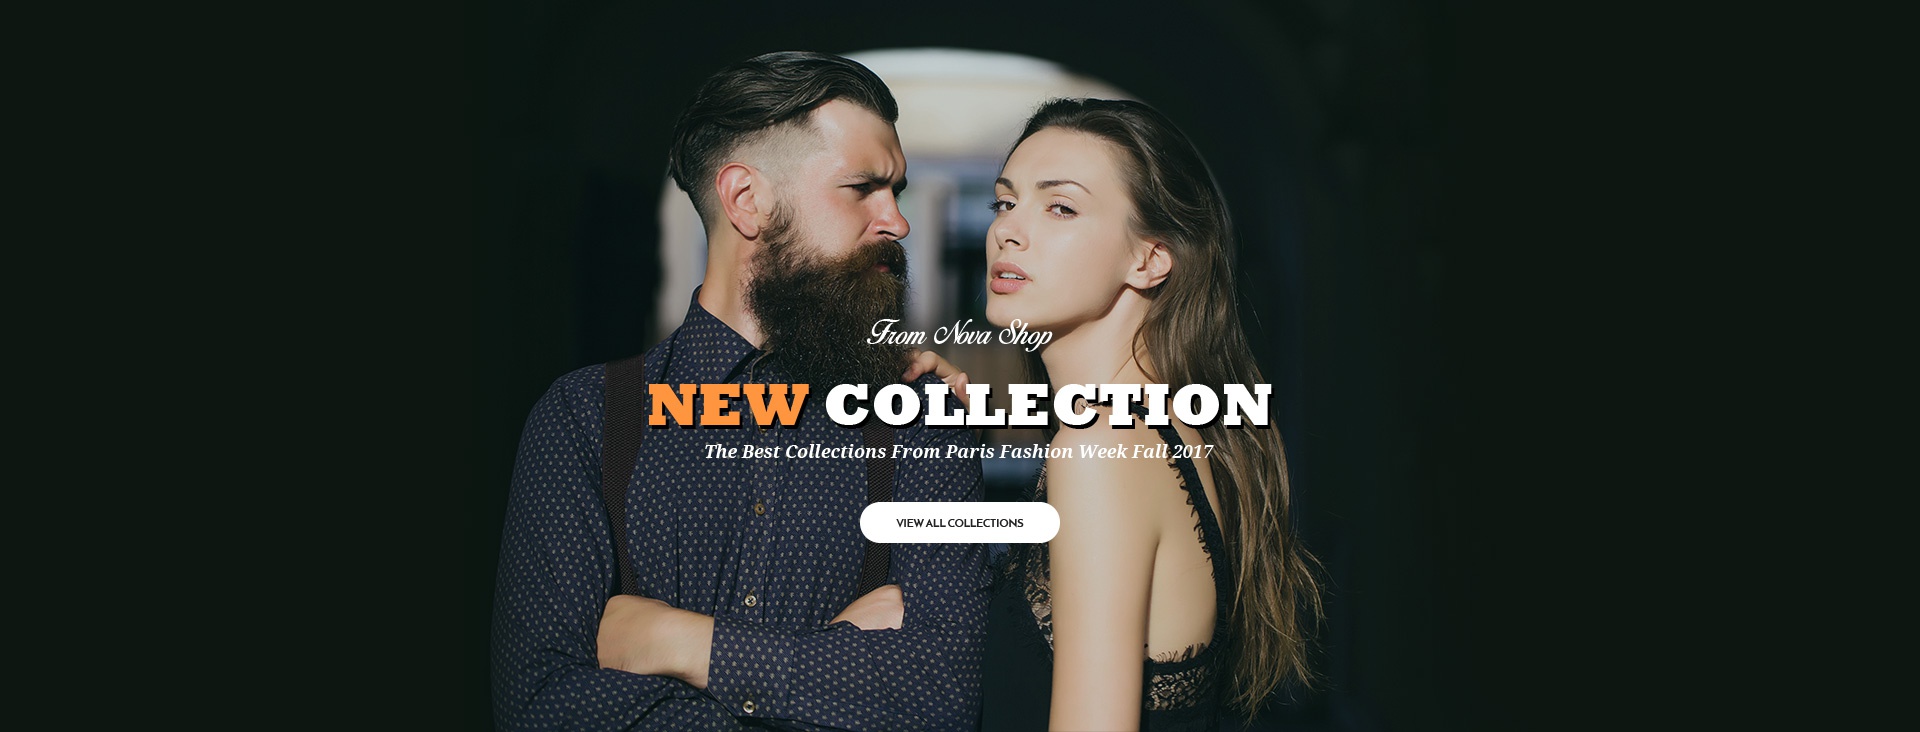 From Nova Shop
NEW COLLECTION
The Best Collections From Paris Fashion Week Fall 2017
VIEW ALL COLLECTIONS